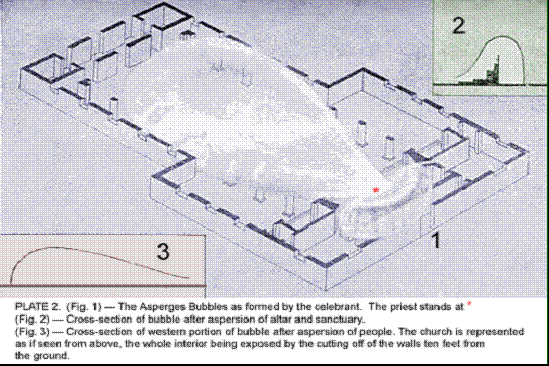 2
1
3
PLATE 2. (Fig. 1) — The Asperges Bubbles as formed by the celebrant. The priest stands at *
(Fig. 2) — Cross-section of bubble after aspersion of altar and sanctuary.
(Fig. 3) — Cross-section of western portion of bubble after aspersion of people. The church is represented
as if seen from above, the whole interior being exposed by the cutting off of the walls ten feet from
the ground.